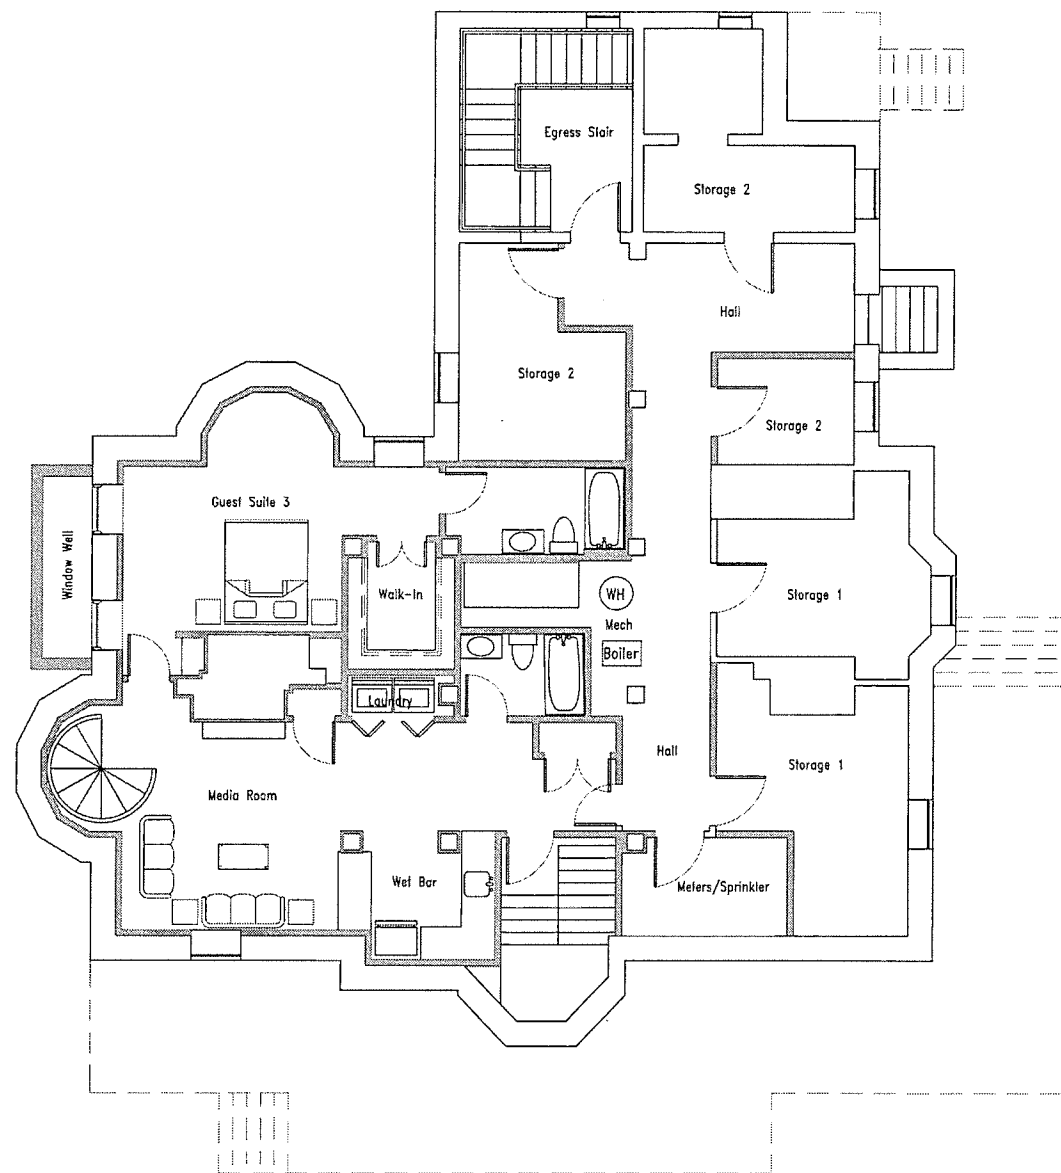 Egress Stair
Storage 2
Hall
Storage 2
Storage 2
Guest Suite 3
Window Well
Walk-In
WH
Mech
Boiler
Storage 1
Laundry
Hall
Storage 1
Media Room
Wet Bar
Meters/Sprinkler